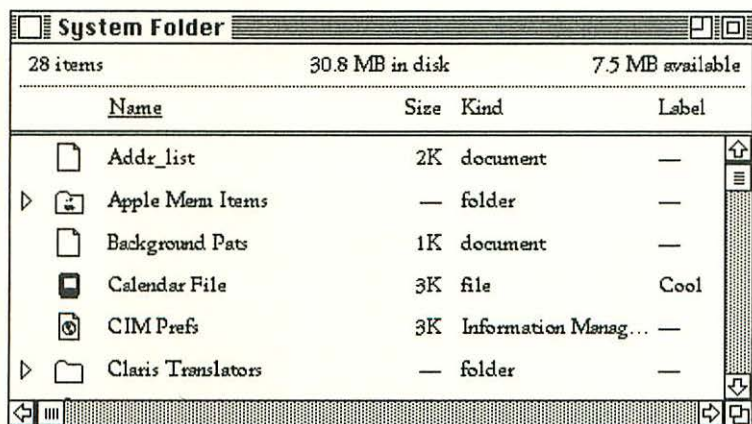 System Folder
28 items 30.8 MB in disk 7.5 MB available
Name Size Kind Label
Addr_list 2K document —
Apple Menu Items — folder —
Background Pats 1K document —
Calendar File 3K file Cool
CIM Prefs 3K Information Manag... —
Claris Translators — folder —